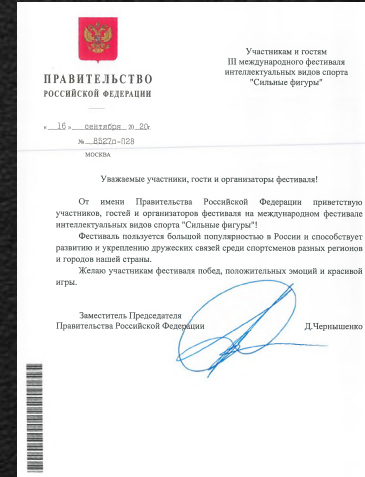 ПРАВИТЕЛЬСТВО
РОССИЙСКОЙ ФЕДЕРАЦИИ
« 16 » сентября 20 20г.
№ 8527п-П28
МОСКВА
Участникам и гостям
III международного фестиваля
интеллектуальных видов спорта
"Сильные фигуры"
Уважаемые участники, гости и организаторы фестиваля!
От имени Правительства Российской Федерации приветствую
участников, гостей и организаторов фестиваля на международном фестивале
интеллектуальных видов спорта "Сильные фигуры"!
Фестиваль пользуется большой популярностью в России и способствует
развитию и укреплению дружеских связей среди спортсменов разных регионов
и городов нашей страны.
Желаю участникам фестиваля побед, положительных эмоций и красивой
игры.
Заместитель Председателя
Правительства Российской Федерации
Д.Чернышенко